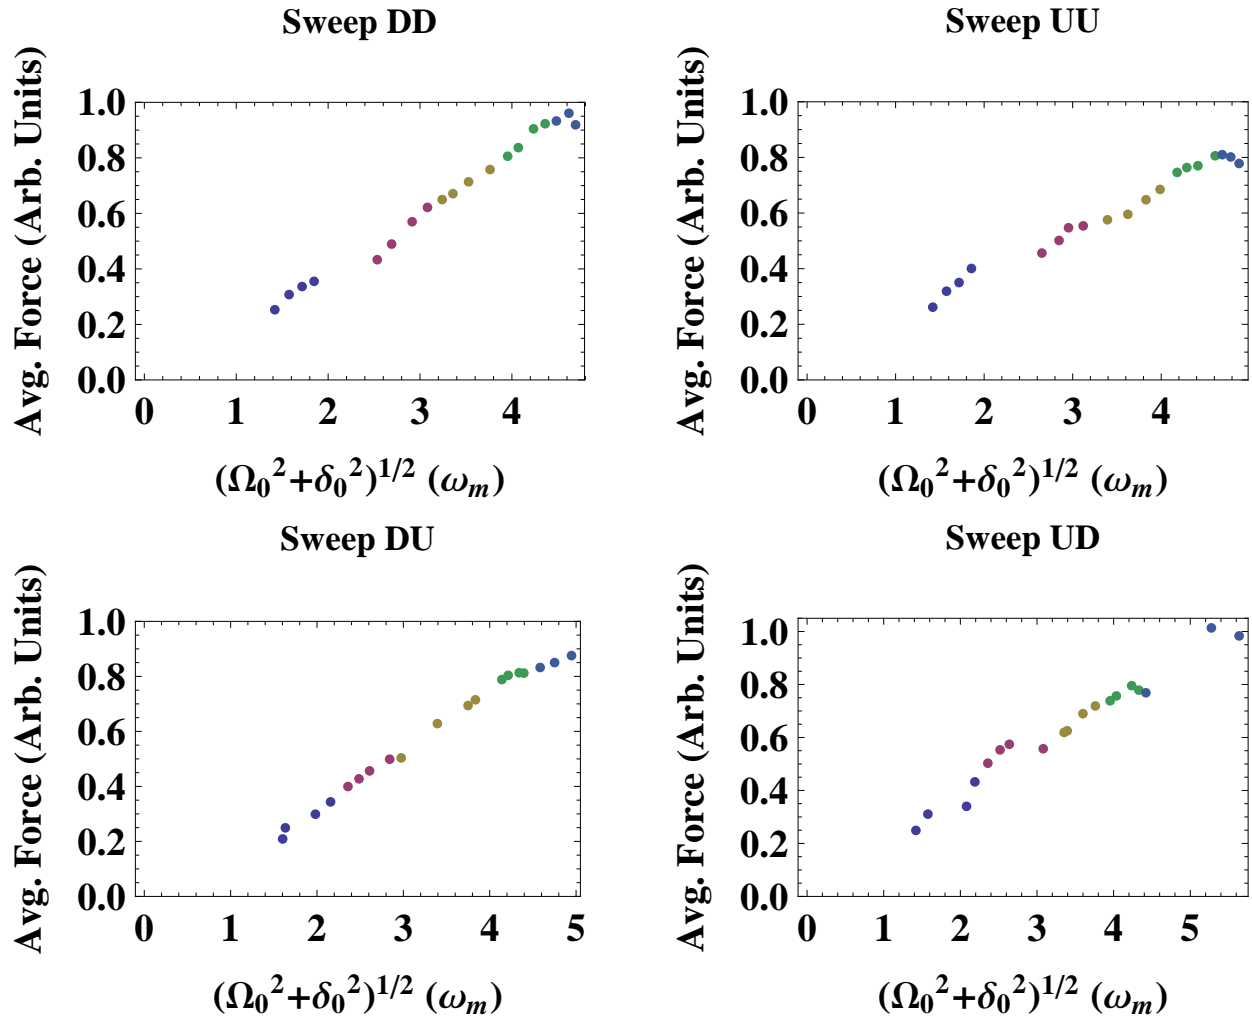 Sweep DD
Avg. Force (Arb. Units)
1.0
0.8
0.6
0.4
0.2
0.0
0 1 2 3 4
(Ω₀²+δ₀²)^1/2 (ω_m)
Sweep UU
Avg. Force (Arb. Units)
1.0
0.8
0.6
0.4
0.2
0.0
0 1 2 3 4
(Ω₀²+δ₀²)^1/2 (ω_m)
Sweep DU
Avg. Force (Arb. Units)
1.0
0.8
0.6
0.4
0.2
0.0
0 1 2 3 4 5
(Ω₀²+δ₀²)^1/2 (ω_m)
Sweep UD
Avg. Force (Arb. Units)
1.0
0.8
0.6
0.4
0.2
0.0
0 1 2 3 4 5
(Ω₀²+δ₀²)^1/2 (ω_m)